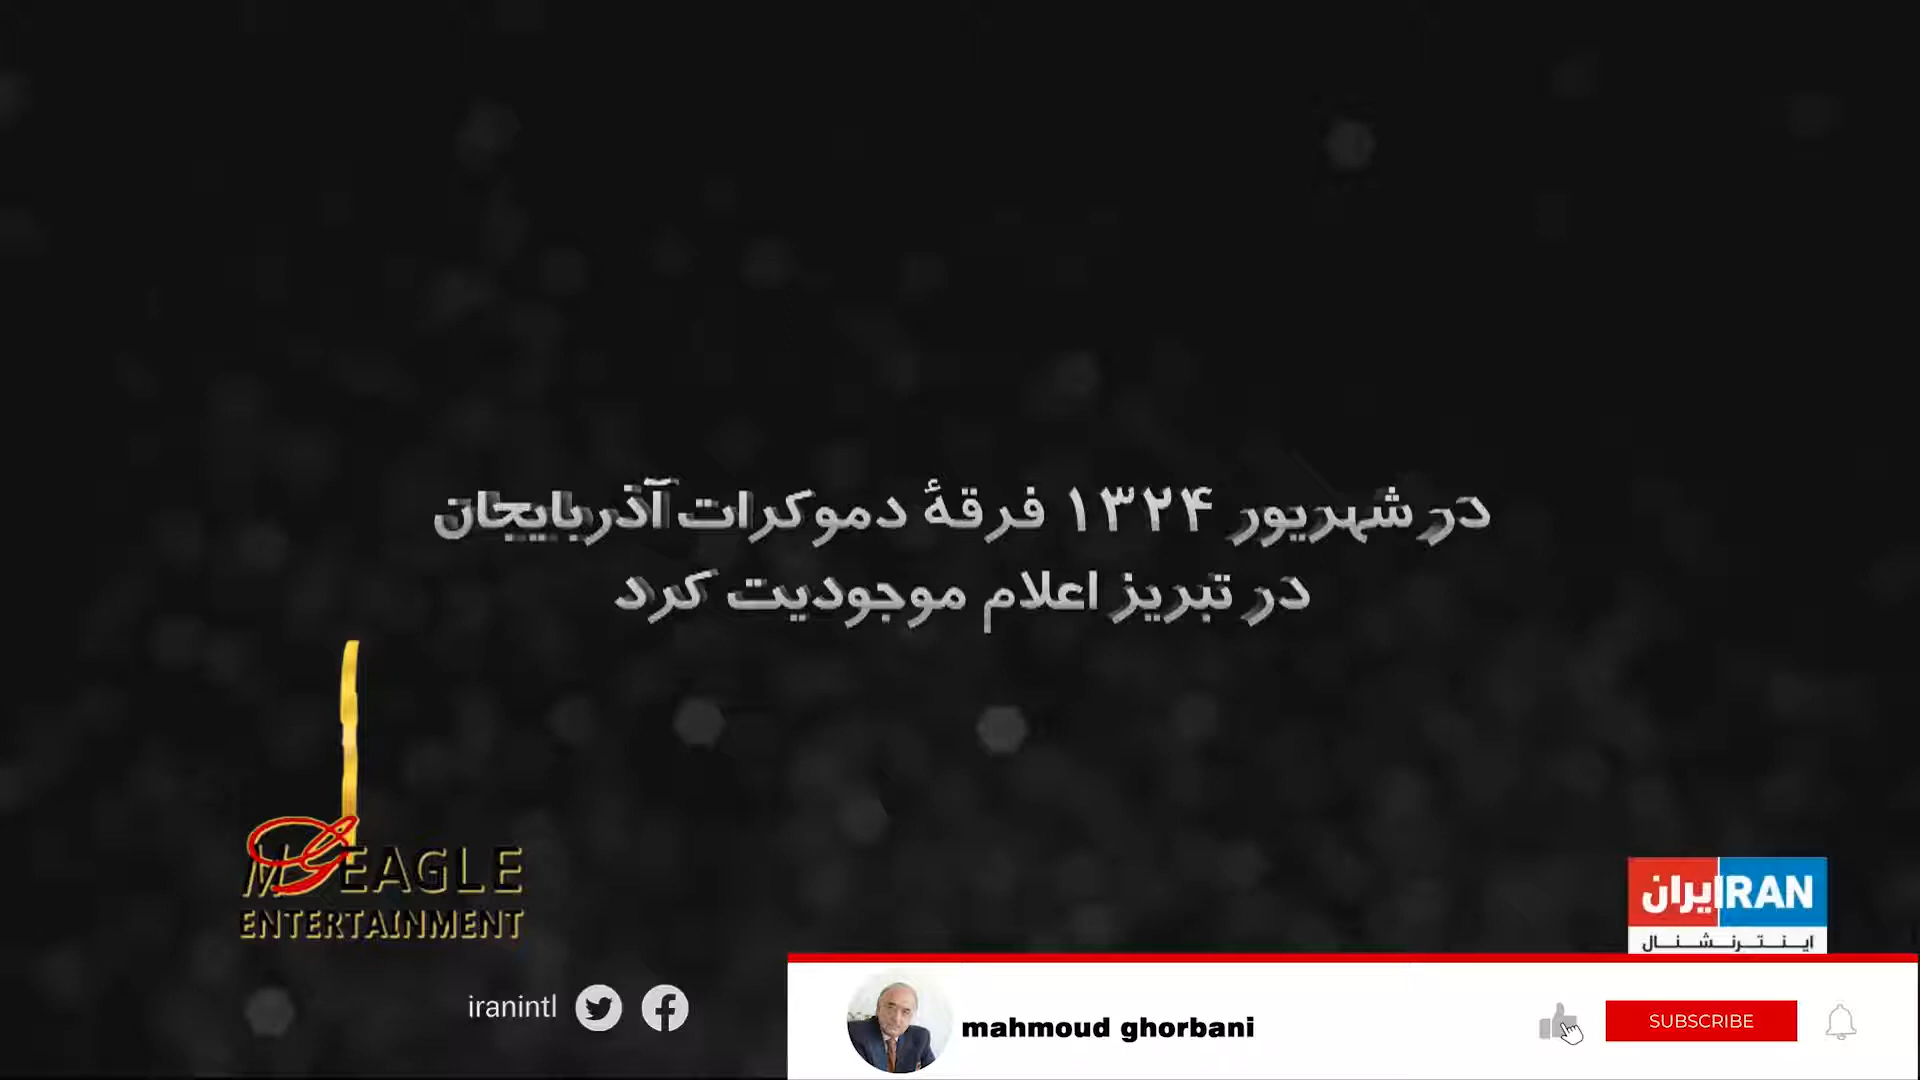 در شهریور ۱۳۲۴ فرقهٔ دموکرات آذربایجان
در تبریز اعلام موجودیت کرد
MG EAGLE
ENTERTAINMENT
ایران IRAN
اینترنشنال
iranintl
mahmoud ghorbani
SUBSCRIBE